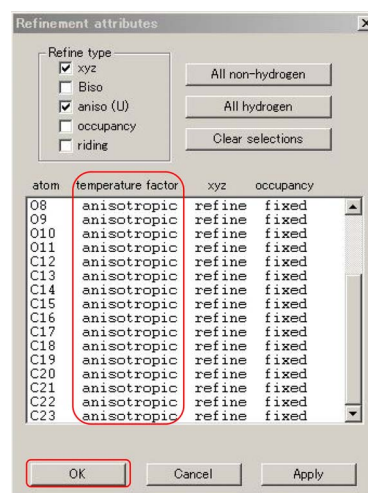 Refinement attributes
Refine type
xyz
Biso
aniso (U)
occupancy
riding
All non-hydrogen
All hydrogen
Clear selections
atom temperature factor xyz occupancy
O8 anisotropic refine fixed
O9 anisotropic refine fixed
O10 anisotropic refine fixed
O11 anisotropic refine fixed
C12 anisotropic refine fixed
C13 anisotropic refine fixed
C14 anisotropic refine fixed
C15 anisotropic refine fixed
C16 anisotropic refine fixed
C17 anisotropic refine fixed
C18 anisotropic refine fixed
C19 anisotropic refine fixed
C20 anisotropic refine fixed
C21 anisotropic refine fixed
C22 anisotropic refine fixed
C23 anisotropic refine fixed
OK Cancel Apply